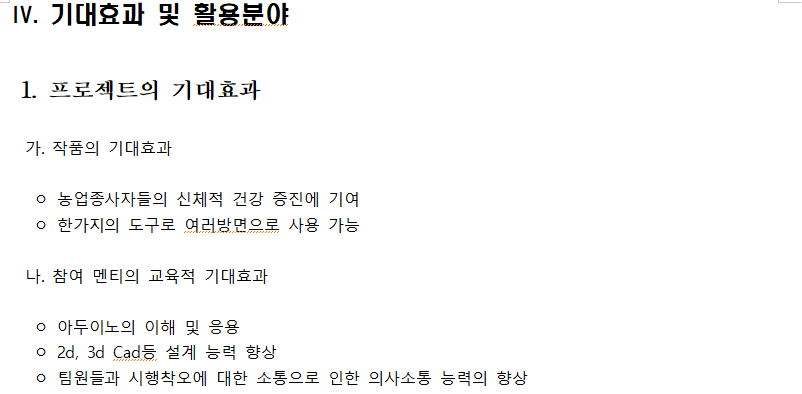 IV. 기대효과 및 활용분야
1. 프로젝트의 기대효과
가. 작품의 기대효과
ㅇ 농업종사자들의 신체적 건강 증진에 기여
ㅇ 한가지의 도구로 여러방면으로 사용 가능
나. 참여 멘티의 교육적 기대효과
ㅇ 아두이노의 이해 및 응용
ㅇ 2d, 3d Cad등 설계 능력 향상
ㅇ 팀원들과 시행착오에 대한 소통으로 인한 의사소통 능력의 향상